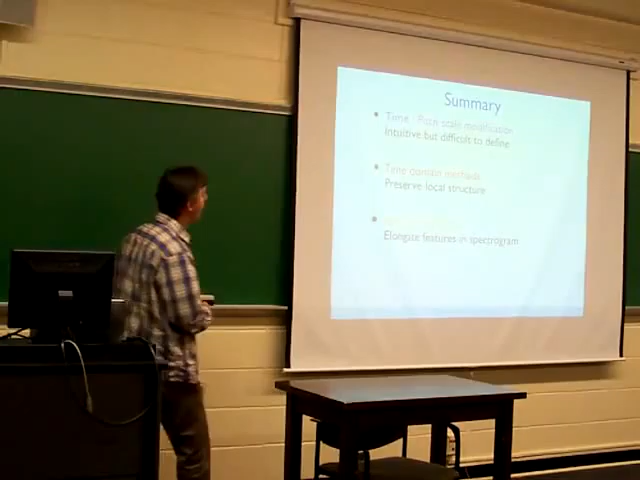 Summary
Time - Pitch scale modification
Intuitive but difficult to define
Time domain methods
Preserve local structure
Elongate features in spectrogram